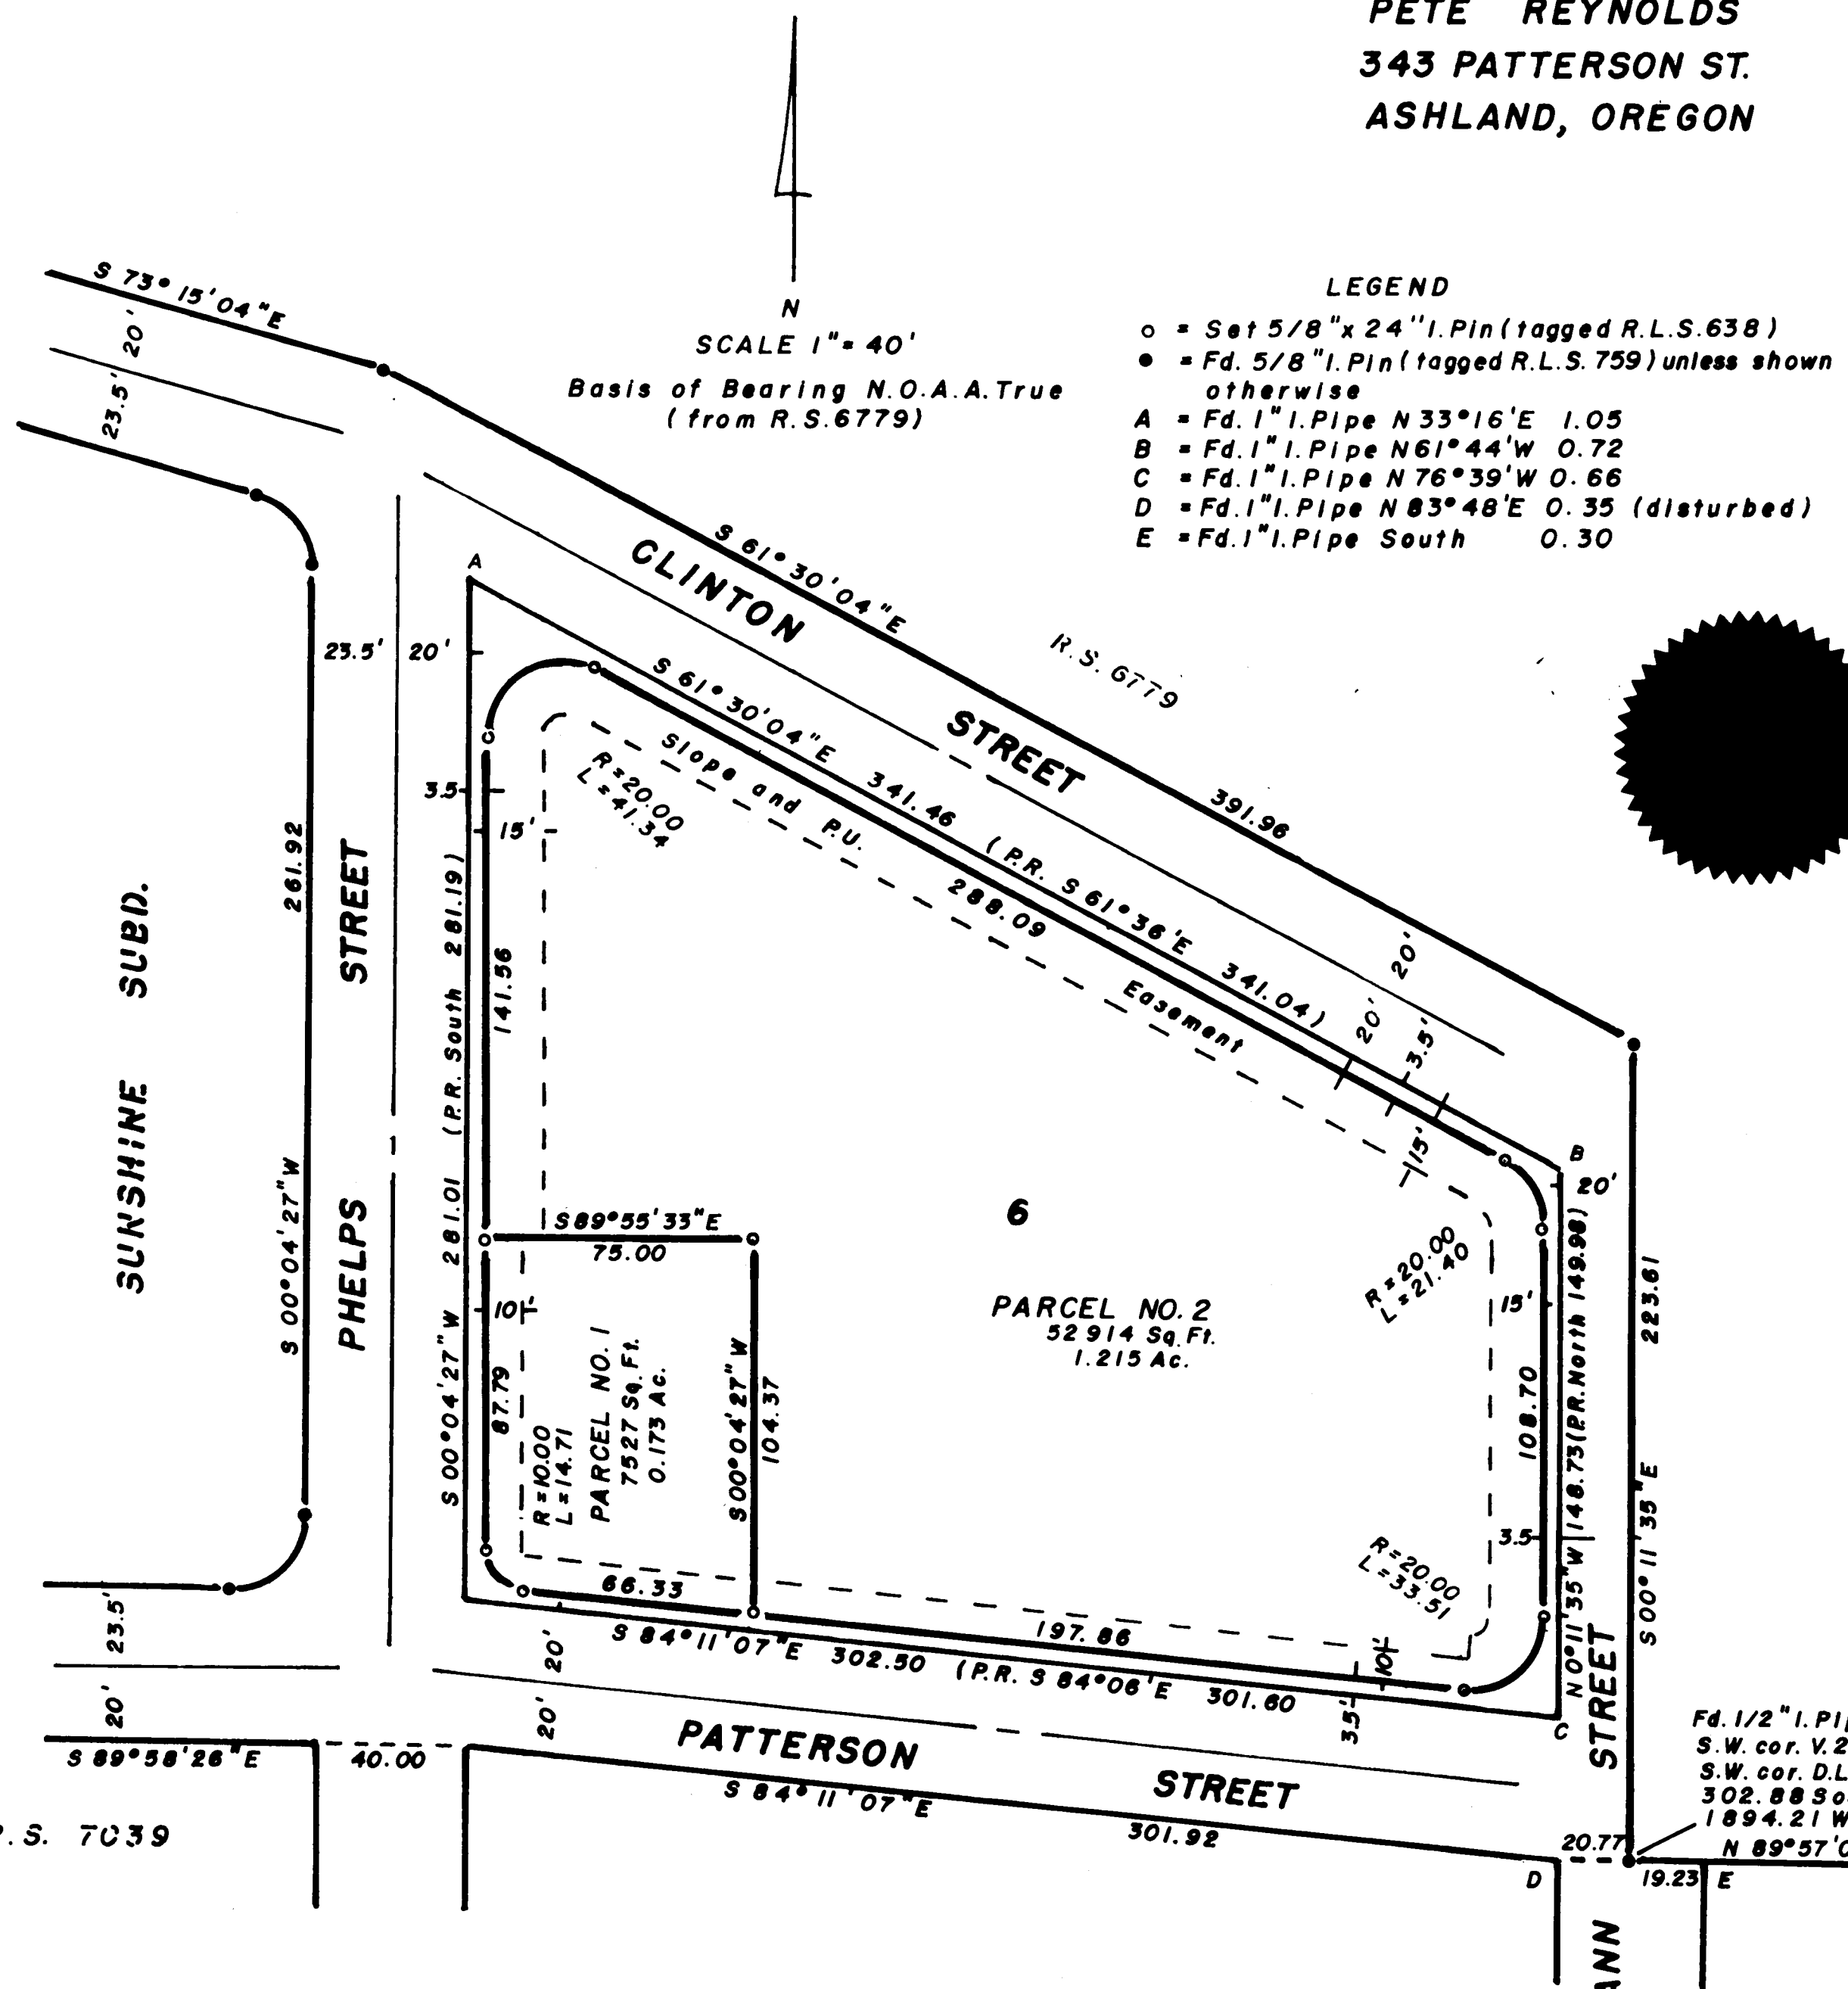 PETE REYNOLDS
343 PATTERSON ST.
ASHLAND, OREGON
N
SCALE 1"= 40'
Basis of Bearing N.O.A.A. True
(from R.S. 6779)
LEGEND
o = Set 5/8"x 24" I. Pin (tagged R.L.S. 638)
● = Fd. 5/8" I. Pin (tagged R.L.S. 759) unless shown
otherwise
A = Fd. 1" I. Pipe N 33°16'E 1.05
B = Fd. 1" I. Pipe N 61°44'W 0.72
C = Fd. 1" I. Pipe N 76°39'W 0.66
D = Fd. 1" I. Pipe N 83°48'E 0.35 (disturbed)
E = Fd. 1" I. Pipe South 0.30
S 73°15'04"E
20'
23.5'
S 61°30'04"E
391.96
CLINTON STREET
R.S. 6779
A
23.5' 20'
S 61°30'04"E 341.46 (P.R. S 61°36'E 341.04)
288.09
Slope and P.U. Easement
R=20.00
L=41.34
3.5
15'
20'
20'
3.5'
15'
B
20'
261.92
S 00°04'27"W
SUNSHINE SUBD.
PHELPS STREET
S 00°04'27"W 281.01 (P.R. South 281.19)
141.56
6
S 89°55'33"E
75.00
10'
87.79
R=10.00
L=14.71
PARCEL NO. 1
7527 Sq. Ft.
0.173 Ac.
S 00°04'27"W
104.37
PARCEL NO. 2
52914 Sq. Ft.
1.215 Ac.
R=20.00
L=21.40
15'
108.70
3.5
N 0°11'35"W 148.73 (P.R. North 149.98)
223.61
S 00°11'35"E
R=20.00
L=33.51
66.33
197.86
10'
3.5'
S 84°11'07"E 302.50 (P.R. S 84°06'E 301.60
C
20'
20'
23.5'
20'
S 89°58'26"E
40.00
PATTERSON STREET
S 84°11'07"E
301.92
.S. 7039
STREET
Fd. 1/2" I. Pi
S.W. cor. V. 2
S.W. cor. D.L
302.88 So
1894.21 W
N 89°57'0
20.77
D
19.23
E
ANN